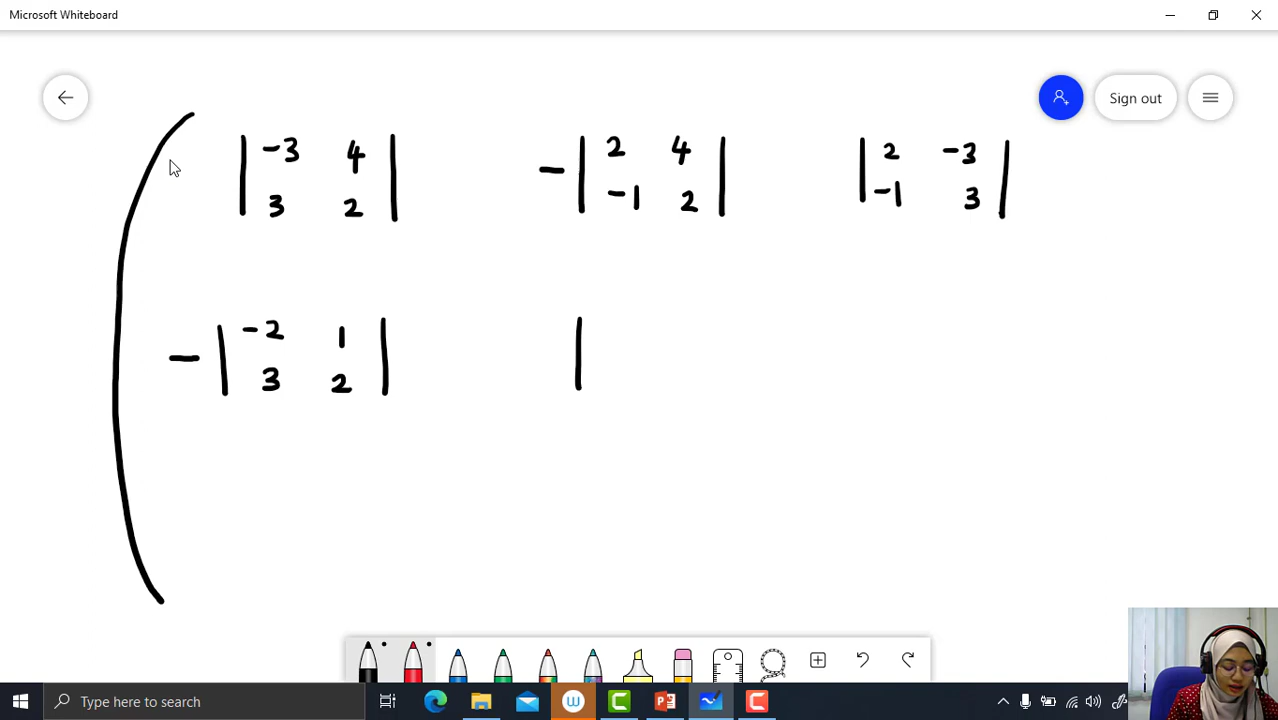 Microsoft Whiteboard
Sign out
| -3 4 | -| 2 4 | | 2 -3 |
| 3 2 | | -1 2 | | -1 3 |
-| -2 1 | |
| 3 2 |
Type here to search